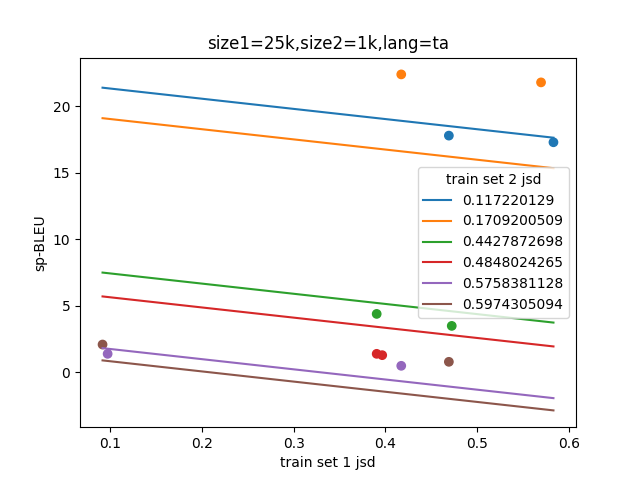 size1=25k,size2=1k,lang=ta
sp-BLEU
20
15
10
5
0
train set 2 jsd
0.117220129
0.1709200509
0.4427872698
0.4848024265
0.5758381128
0.5974305094
0.1 0.2 0.3 0.4 0.5 0.6
train set 1 jsd